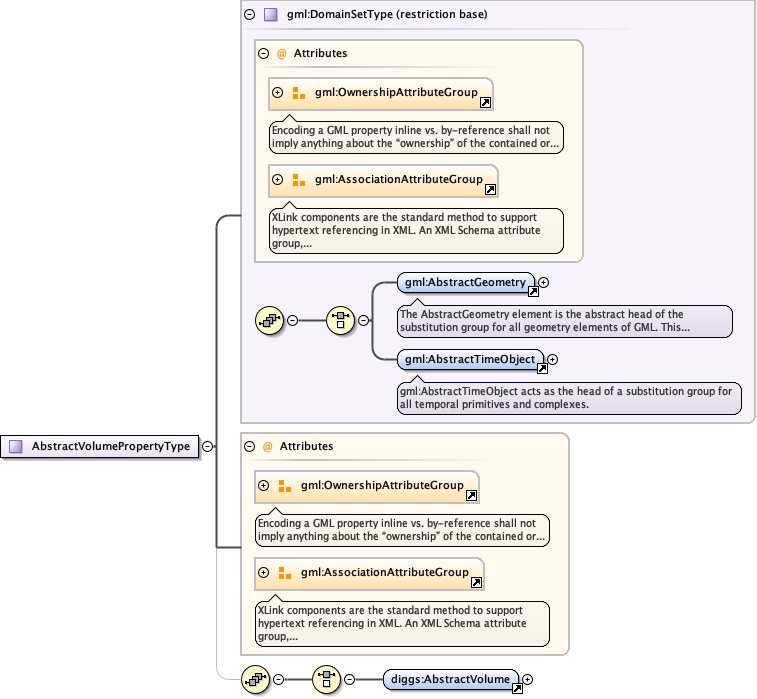 gml:DomainSetType (restriction base)
@ Attributes
gml:OwnershipAttributeGroup
Encoding a GML property inline vs. by-reference shall not
imply anything about the “ownership” of the contained or...
gml:AssociationAttributeGroup
XLink components are the standard method to support
hypertext referencing in XML. An XML Schema attribute
group,...
gml:AbstractGeometry
The AbstractGeometry element is the abstract head of the
substitution group for all geometry elements of GML. This...
gml:AbstractTimeObject
gml:AbstractTimeObject acts as the head of a substitution group for
all temporal primitives and complexes.
AbstractVolumePropertyType
@ Attributes
gml:OwnershipAttributeGroup
Encoding a GML property inline vs. by-reference shall not
imply anything about the “ownership” of the contained or...
gml:AssociationAttributeGroup
XLink components are the standard method to support
hypertext referencing in XML. An XML Schema attribute
group,...
diggs:AbstractVolume